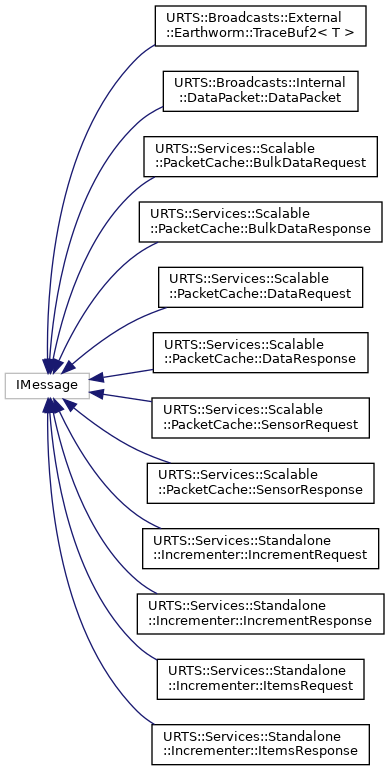 URTS::Broadcasts::External
::Earthworm::TraceBuf2< T >
URTS::Broadcasts::Internal
::DataPacket::DataPacket
URTS::Services::Scalable
::PacketCache::BulkDataRequest
URTS::Services::Scalable
::PacketCache::BulkDataResponse
URTS::Services::Scalable
::PacketCache::DataRequest
URTS::Services::Scalable
::PacketCache::DataResponse
IMessage
URTS::Services::Scalable
::PacketCache::SensorRequest
URTS::Services::Scalable
::PacketCache::SensorResponse
URTS::Services::Standalone
::Incrementer::IncrementRequest
URTS::Services::Standalone
::Incrementer::IncrementResponse
URTS::Services::Standalone
::Incrementer::ItemsRequest
URTS::Services::Standalone
::Incrementer::ItemsResponse